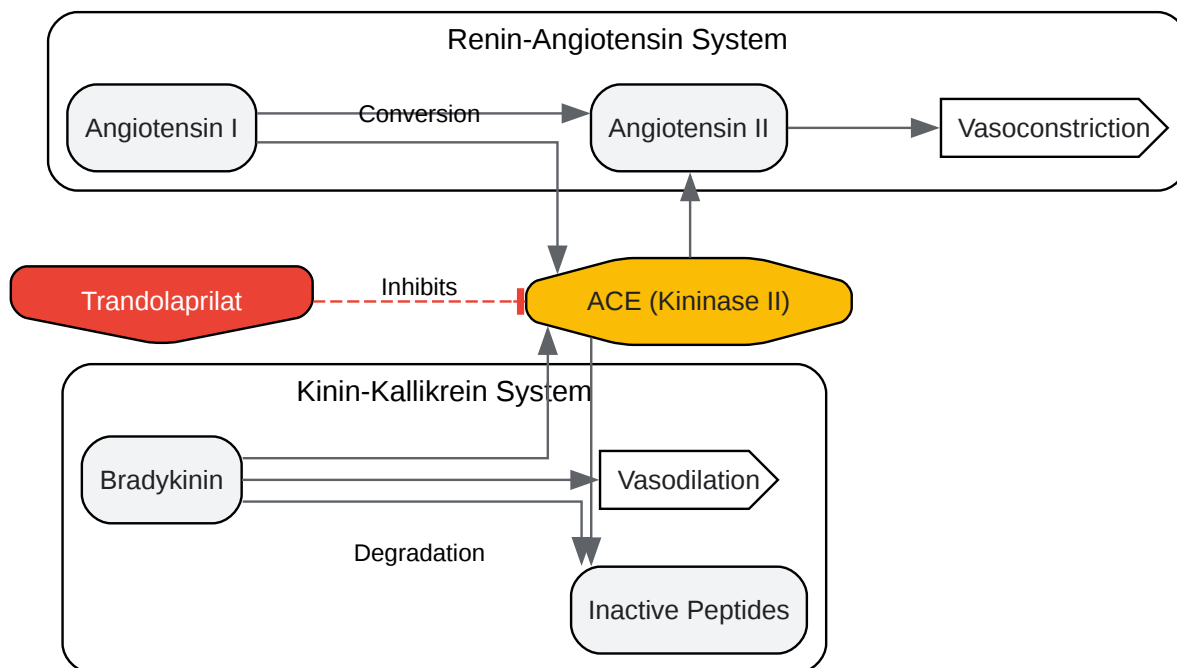 Renin-Angiotensin System
Angiotensin I
Conversion
Angiotensin II
Vasoconstriction
Trandolaprilat
Inhibits
ACE (Kininase II)
Kinin-Kallikrein System
Bradykinin
Vasodilation
Degradation
Inactive Peptides